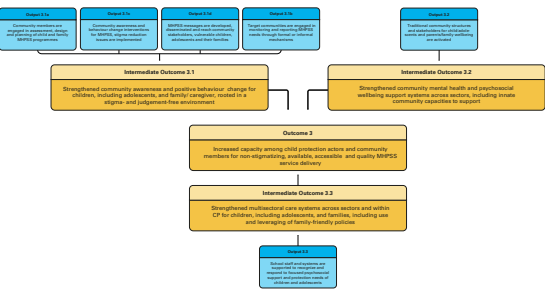 Output 3.1a
Community members are
engaged in assessment, design
and planning of child and family
MHPSS programmes
Output 3.1c
Community awareness and
behaviour change interventions
for MHPSS, stigma reduction
issues are implemented
Output 3.1b
MHPSS messages are developed,
disseminated and reach community
stakeholders, vulnerable children,
adolescents and their families
Output 3.1d
Target communities are engaged in
monitoring and reporting MHPSS
needs through formal or informal
mechanisms
Output 3.2
Traditional community structures
and stakeholders for child/adole-
scents and parents/family wellbeing
are activated
Intermediate Outcome 3.1
Strengthened community awareness and positive behaviour change for
children, including adolescents, and family/ caregiver, rooted in a
stigma- and judgement-free environment
Intermediate Outcome 3.2
Strengthened community mental health and psychosocial
wellbeing support systems across sectors, including innate
community capacities to support
Outcome 3
Increased capacity among child protection actors and community
members for non-stigmatizing, available, accessible and quality MHPSS
service delivery
Intermediate Outcome 3.3
Strengthened multisectoral care systems across sectors and within
CP for children, including adolescents, and families, including use
and leveraging of family-friendly policies
Output 3.3
School staff and systems are
supported to recognize and
respond to focused psychosocial
support and protection needs of
children and adolescents